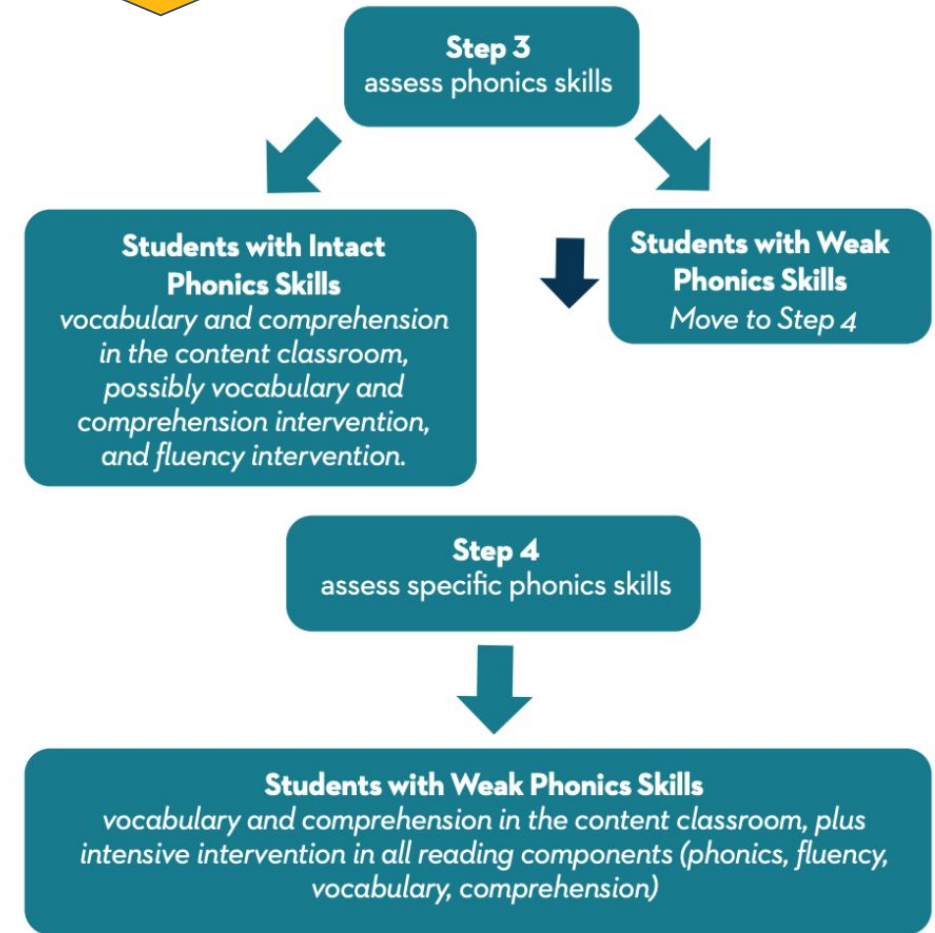 Step 3
assess phonics skills
Students with Intact
Phonics Skills
vocabulary and comprehension
in the content classroom,
possibly vocabulary and
comprehension intervention,
and fluency intervention.
Students with Weak
Phonics Skills
Move to Step 4
Step 4
assess specific phonics skills
Students with Weak Phonics Skills
vocabulary and comprehension in the content classroom, plus
intensive intervention in all reading components (phonics, fluency,
vocabulary, comprehension)